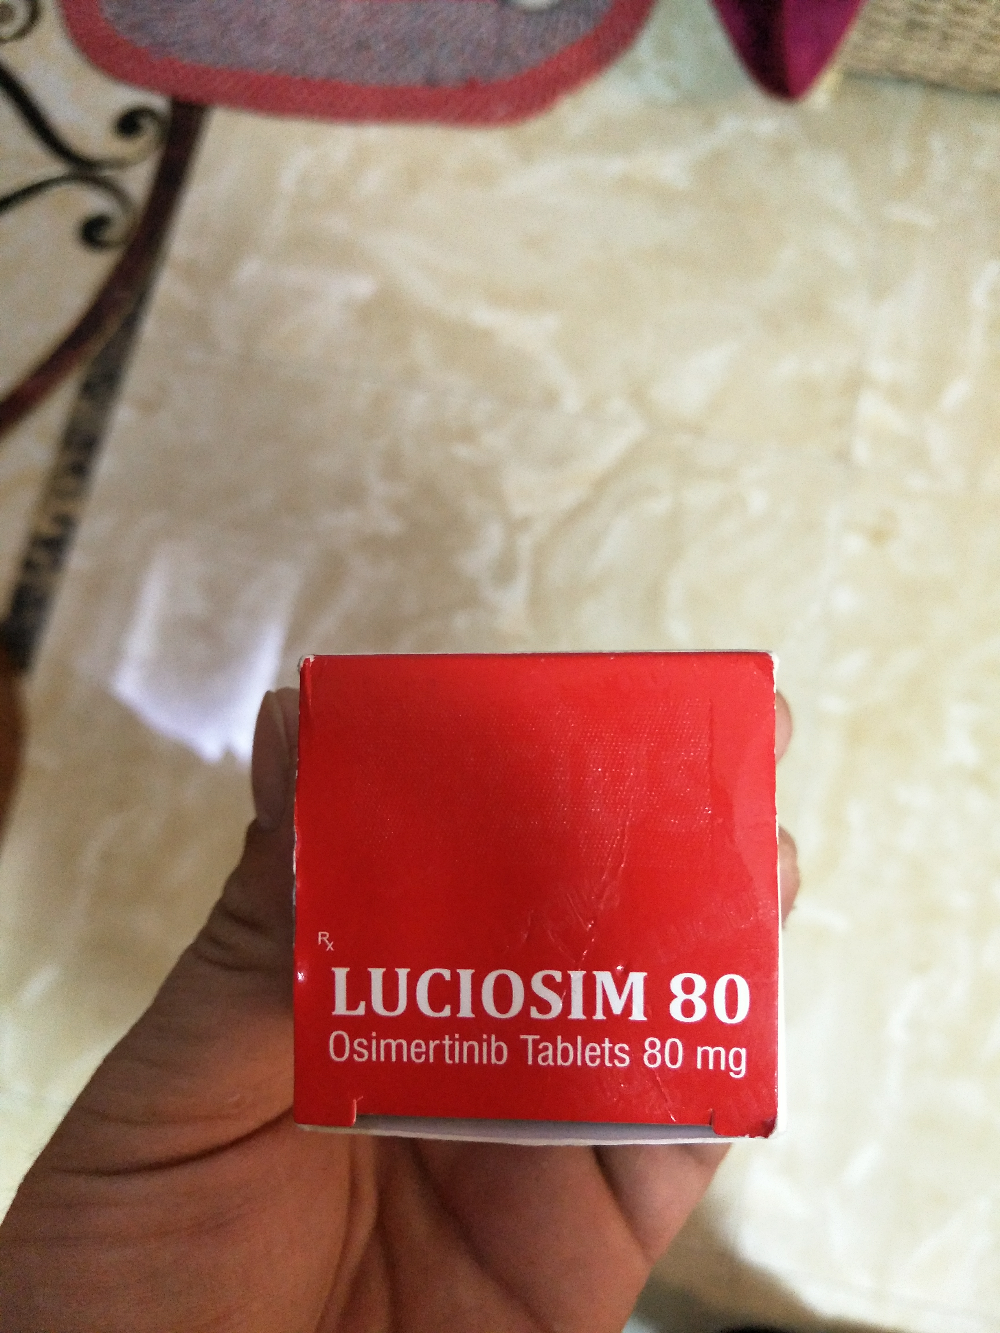 Rx
LUCIOSIM 80
Osimertinib Tablets 80 mg